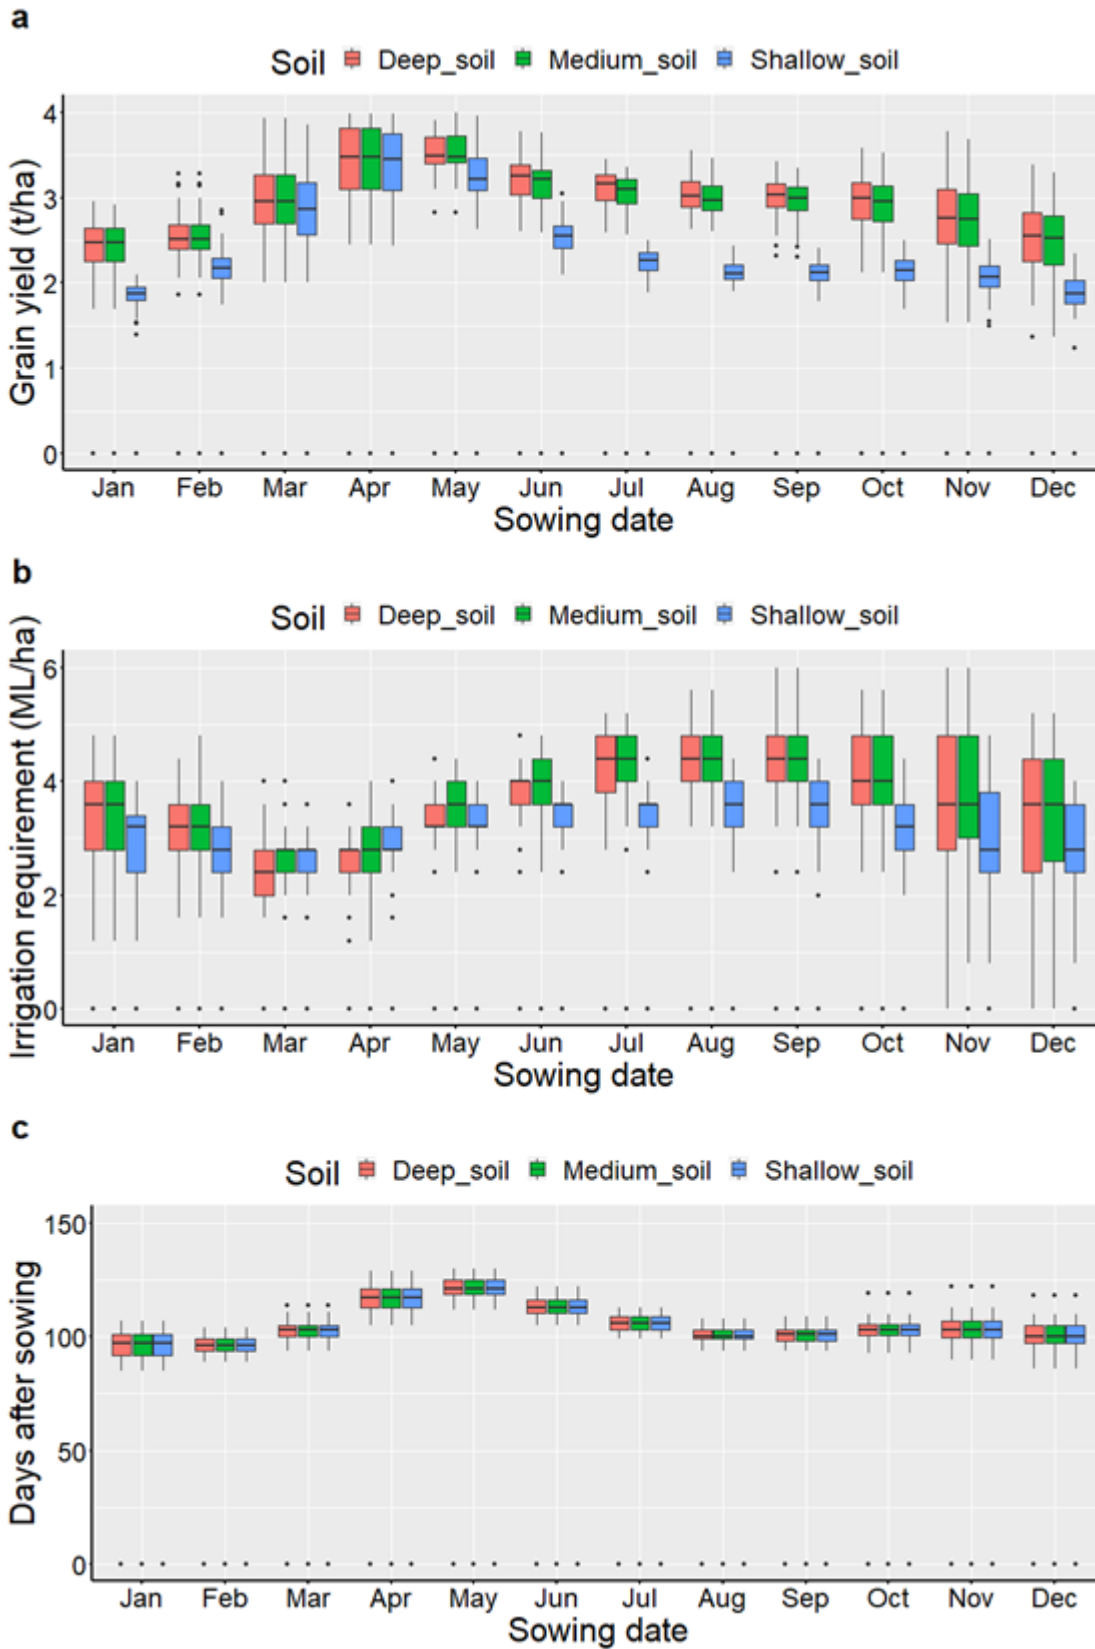 a
Soil Deep_soil Medium_soil Shallow_soil
Grain yield (t/ha)
4
3
2
1
0
Jan Feb Mar Apr May Jun Jul Aug Sep Oct Nov Dec
Sowing date
b
Soil Deep_soil Medium_soil Shallow_soil
Irrigation requirement (ML/ha)
6
4
2
0
Jan Feb Mar Apr May Jun Jul Aug Sep Oct Nov Dec
Sowing date
c
Soil Deep_soil Medium_soil Shallow_soil
Days after sowing
150
100
50
0
Jan Feb Mar Apr May Jun Jul Aug Sep Oct Nov Dec
Sowing date